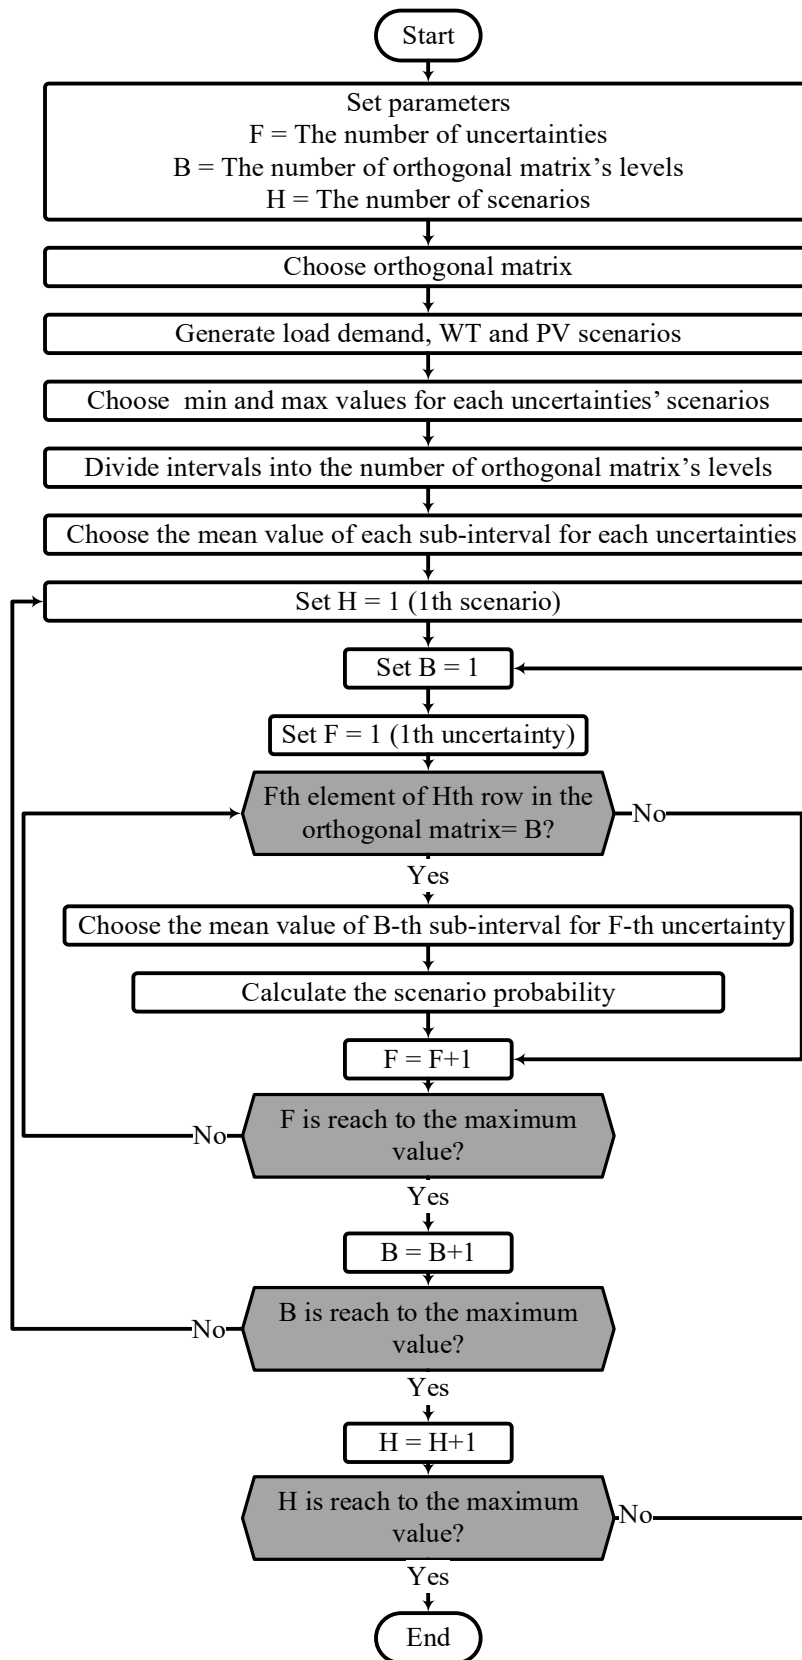 Start
Set parameters
F = The number of uncertainties
B = The number of orthogonal matrix’s levels
H = The number of scenarios
Choose orthogonal matrix
Generate load demand, WT and PV scenarios
Choose min and max values for each uncertainties’ scenarios
Divide intervals into the number of orthogonal matrix’s levels
Choose the mean value of each sub-interval for each uncertainties
Set H = 1 (1th scenario)
Set B = 1
Set F = 1 (1th uncertainty)
Fth element of Hth row in the
orthogonal matrix= B?
No
Yes
Choose the mean value of B-th sub-interval for F-th uncertainty
Calculate the scenario probability
F = F+1
F is reach to the maximum
value?
No
Yes
B = B+1
B is reach to the maximum
value?
No
Yes
H = H+1
H is reach to the maximum
value?
No
Yes
End